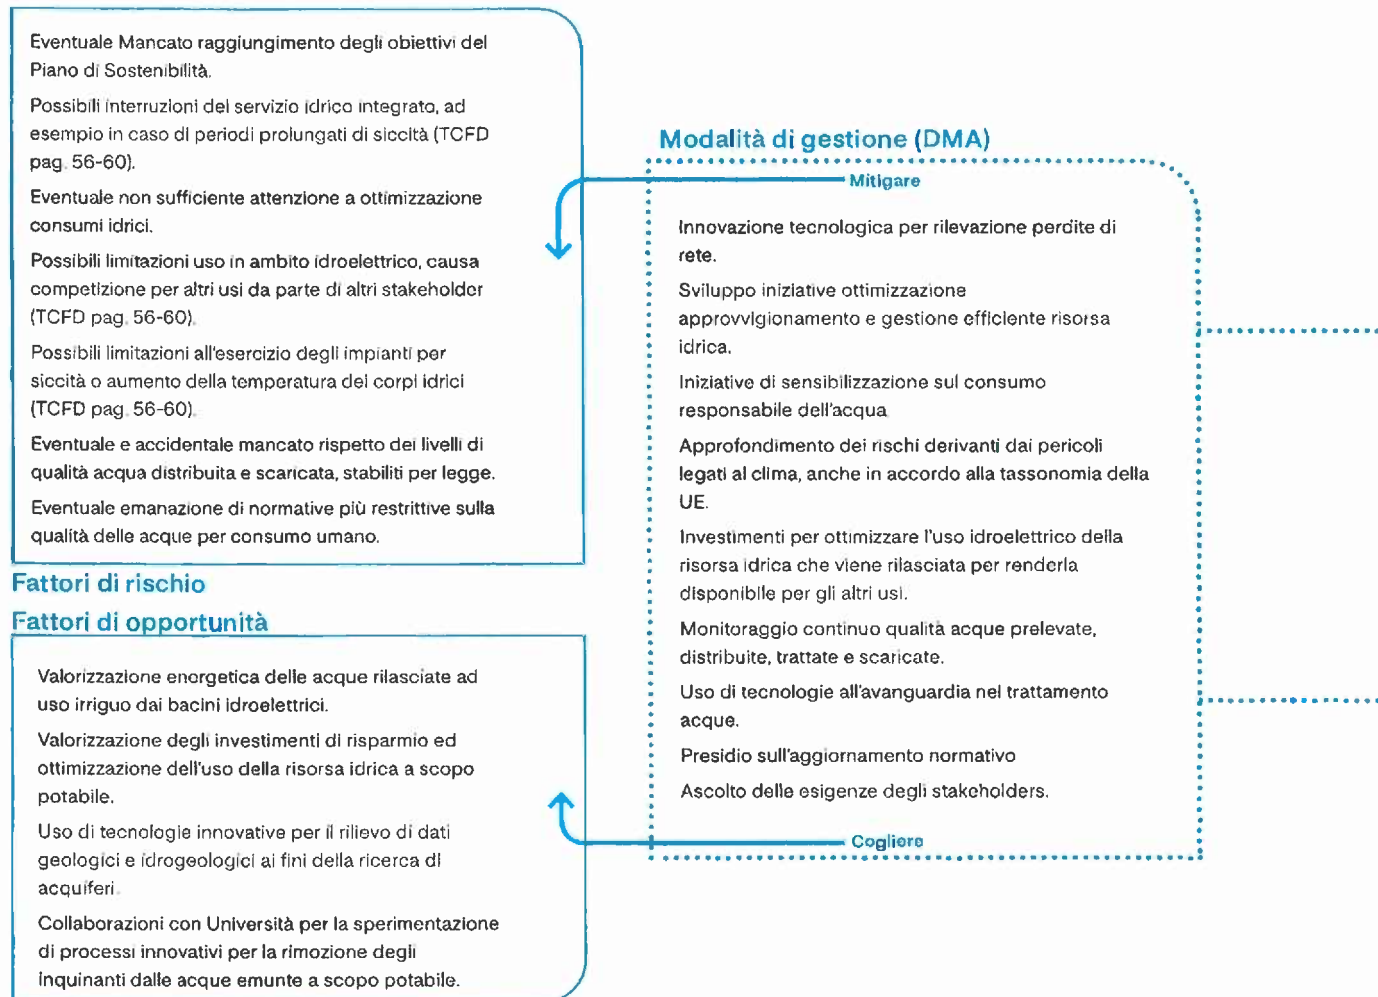 Eventuale Mancato raggiungimento degli obiettivi del
Piano di Sostenibilità.
Possibili interruzioni del servizio idrico integrato, ad
esempio in caso di periodi prolungati di siccità (TCFD
pag. 56-60).
Eventuale non sufficiente attenzione a ottimizzazione
consumi idrici.
Possibili limitazioni uso in ambito idroelettrico, causa
competizione per altri usi da parte di altri stakeholder
(TCFD pag. 56-60).
Possibili limitazioni all'esercizio degli impianti per
siccità o aumento della temperatura dei corpi idrici
(TCFD pag. 56-60).
Eventuale e accidentale mancato rispetto dei livelli di
qualità acqua distribuita e scaricata, stabiliti per legge.
Eventuale emanazione di normative più restrittive sulla
qualità delle acque per consumo umano.
Fattori di rischio
Fattori di opportunità
Valorizzazione energetica delle acque rilasciate ad
uso irriguo dai bacini idroelettrici.
Valorizzazione degli investimenti di risparmio ed
ottimizzazione dell'uso della risorsa idrica a scopo
potabile.
Uso di tecnologie innovative per il rilievo di dati
geologici e idrogeologici ai fini della ricerca di
acquiferi.
Collaborazioni con Università per la sperimentazione
di processi innovativi per la rimozione degli
inquinanti dalle acque emunte a scopo potabile.
Modalità di gestione (DMA)
Mitigare
Innovazione tecnologica per rilevazione perdite di
rete.
Sviluppo iniziative ottimizzazione
approvvigionamento e gestione efficiente risorsa
idrica.
Iniziative di sensibilizzazione sul consumo
responsabile dell'acqua
Approfondimento dei rischi derivanti dai pericoli
legati al clima, anche in accordo alla tassonomia della
UE.
Investimenti per ottimizzare l'uso idroelettrico della
risorsa idrica che viene rilasciata per renderla
disponibile per gli altri usi.
Monitoraggio continuo qualità acque prelevate,
distribuite, trattate e scaricate.
Uso di tecnologie all'avanguardia nel trattamento
acque.
Presidio sull'aggiornamento normativo
Ascolto delle esigenze degli stakeholders.
Cogliere